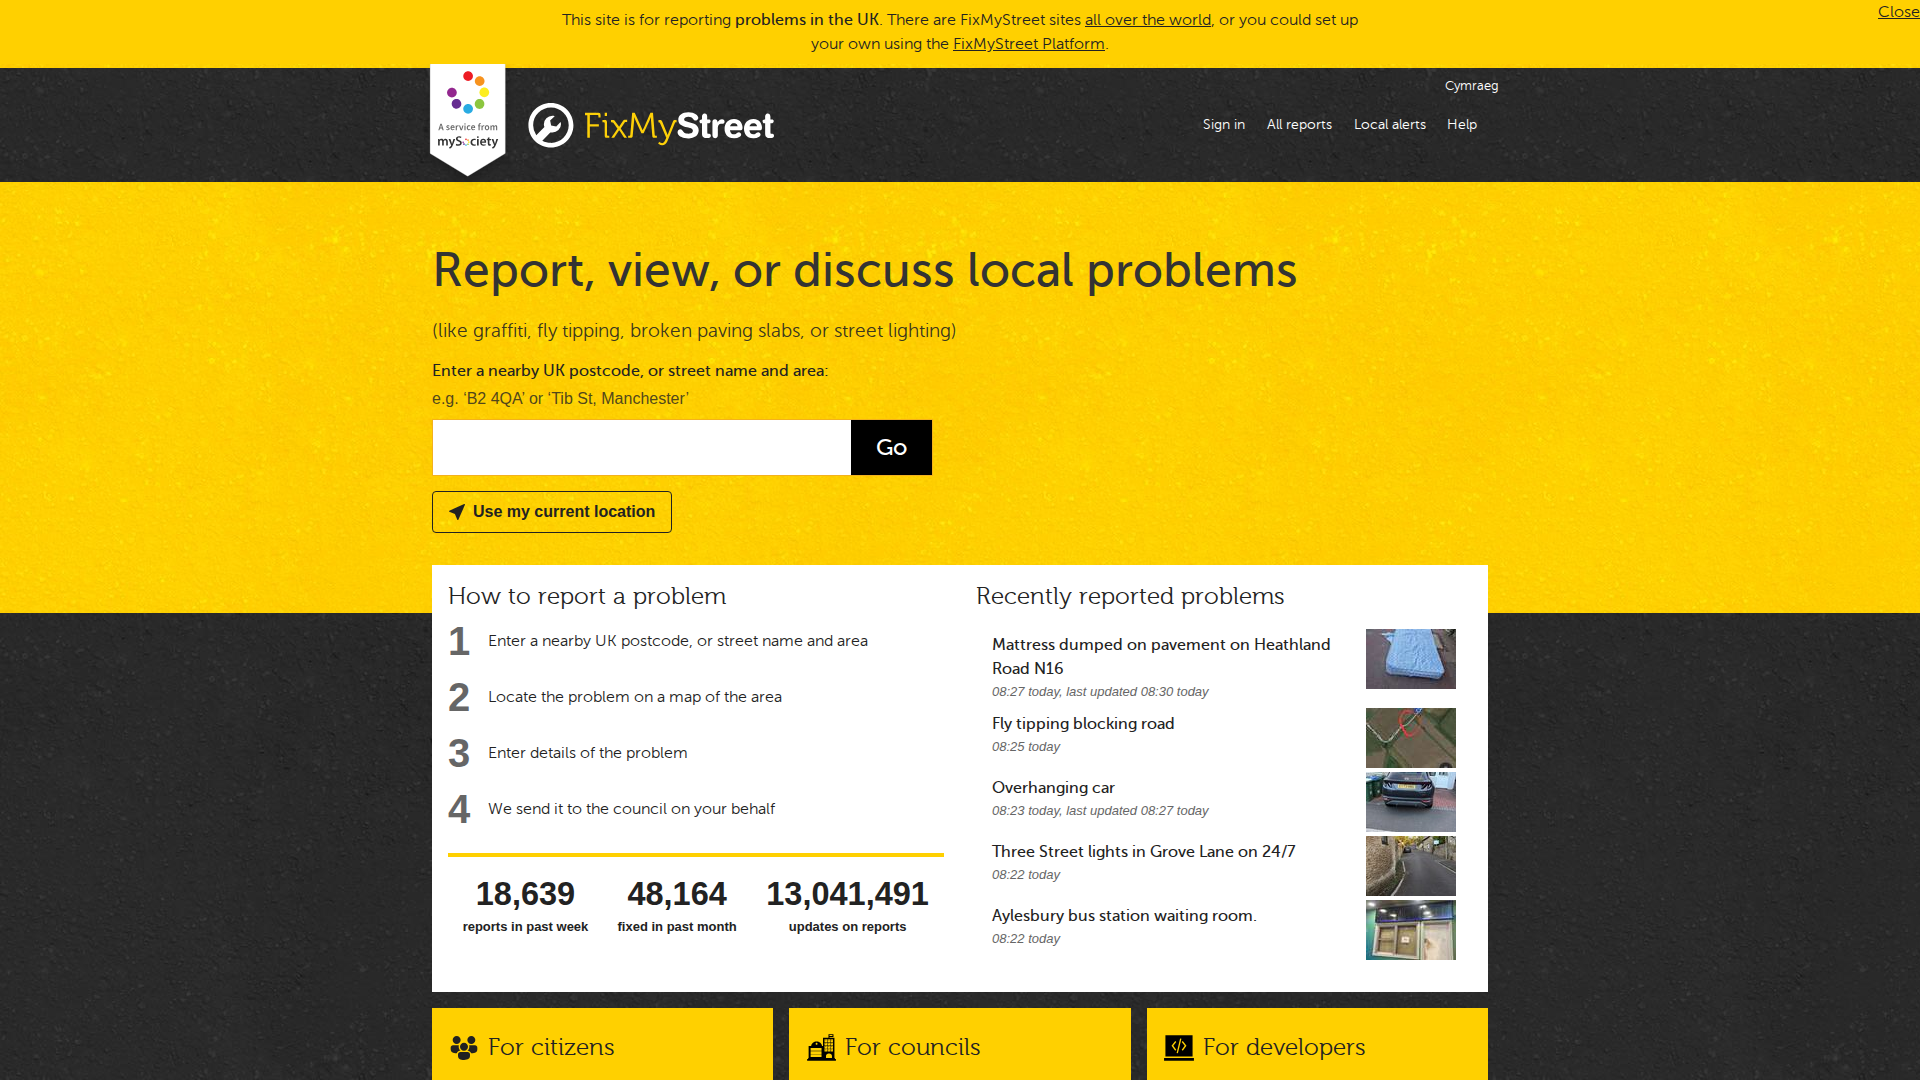 This site is for reporting problems in the UK. There are FixMyStreet sites all over the world, or you could set up
your own using the FixMyStreet Platform.
Close
A service from
mySociety
FixMyStreet
Cymraeg
Sign in
All reports
Local alerts
Help
Report, view, or discuss local problems
(like graffiti, fly tipping, broken paving slabs, or street lighting)
Enter a nearby UK postcode, or street name and area:
e.g. ‘B2 4QA’ or ‘Tib St, Manchester’
Go
Use my current location
How to report a problem
1 Enter a nearby UK postcode, or street name and area
2 Locate the problem on a map of the area
3 Enter details of the problem
4 We send it to the council on your behalf
18,639
reports in past week
48,164
fixed in past month
13,041,491
updates on reports
Recently reported problems
Mattress dumped on pavement on Heathland
Road N16
08:27 today, last updated 08:30 today
Fly tipping blocking road
08:25 today
Overhanging car
08:23 today, last updated 08:27 today
Three Street lights in Grove Lane on 24/7
08:22 today
Aylesbury bus station waiting room.
08:22 today
For citizens
For councils
For developers